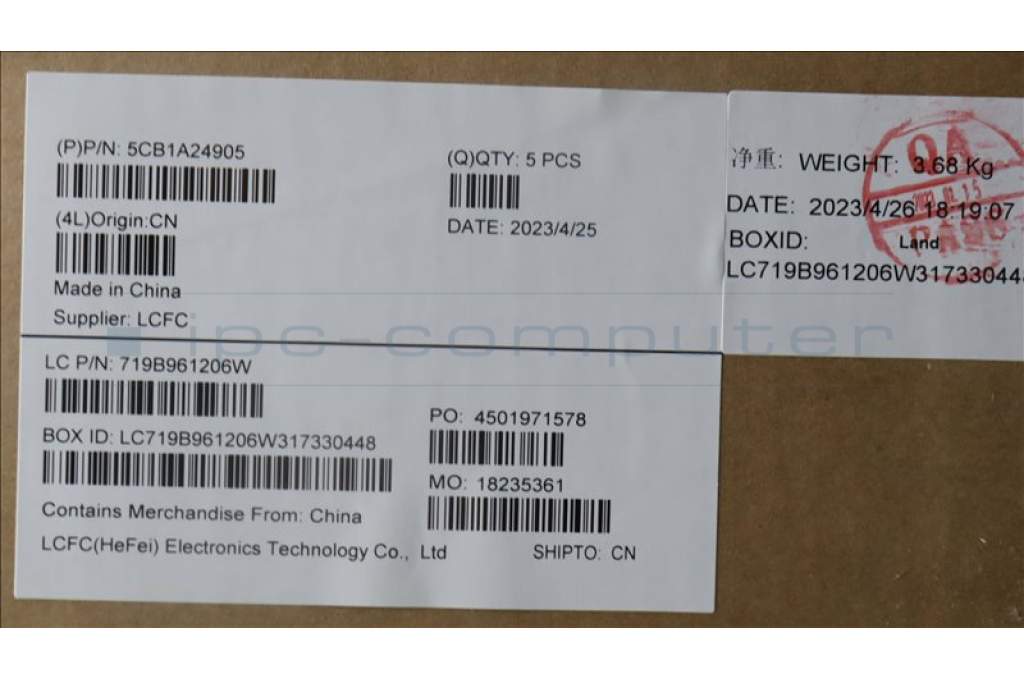 (P)P/N: 5CB1A24905
(4L)Origin:CN
Made in China
Supplier: LCFC
(Q)QTY: 5 PCS
DATE: 2023/4/25
净重: WEIGHT: 3.68 Kg
DATE: 2023/4/26 18:19:07
BOXID: Land
LC719B961206W31733044
QA
ipc-computer
LC P/N: 719B961206W
BOX ID: LC719B961206W317330448
Contains Merchandise From: China
LCFC(HeFei) Electronics Technology Co., Ltd
PO: 4501971578
MO: 18235361
SHIPTO: CN